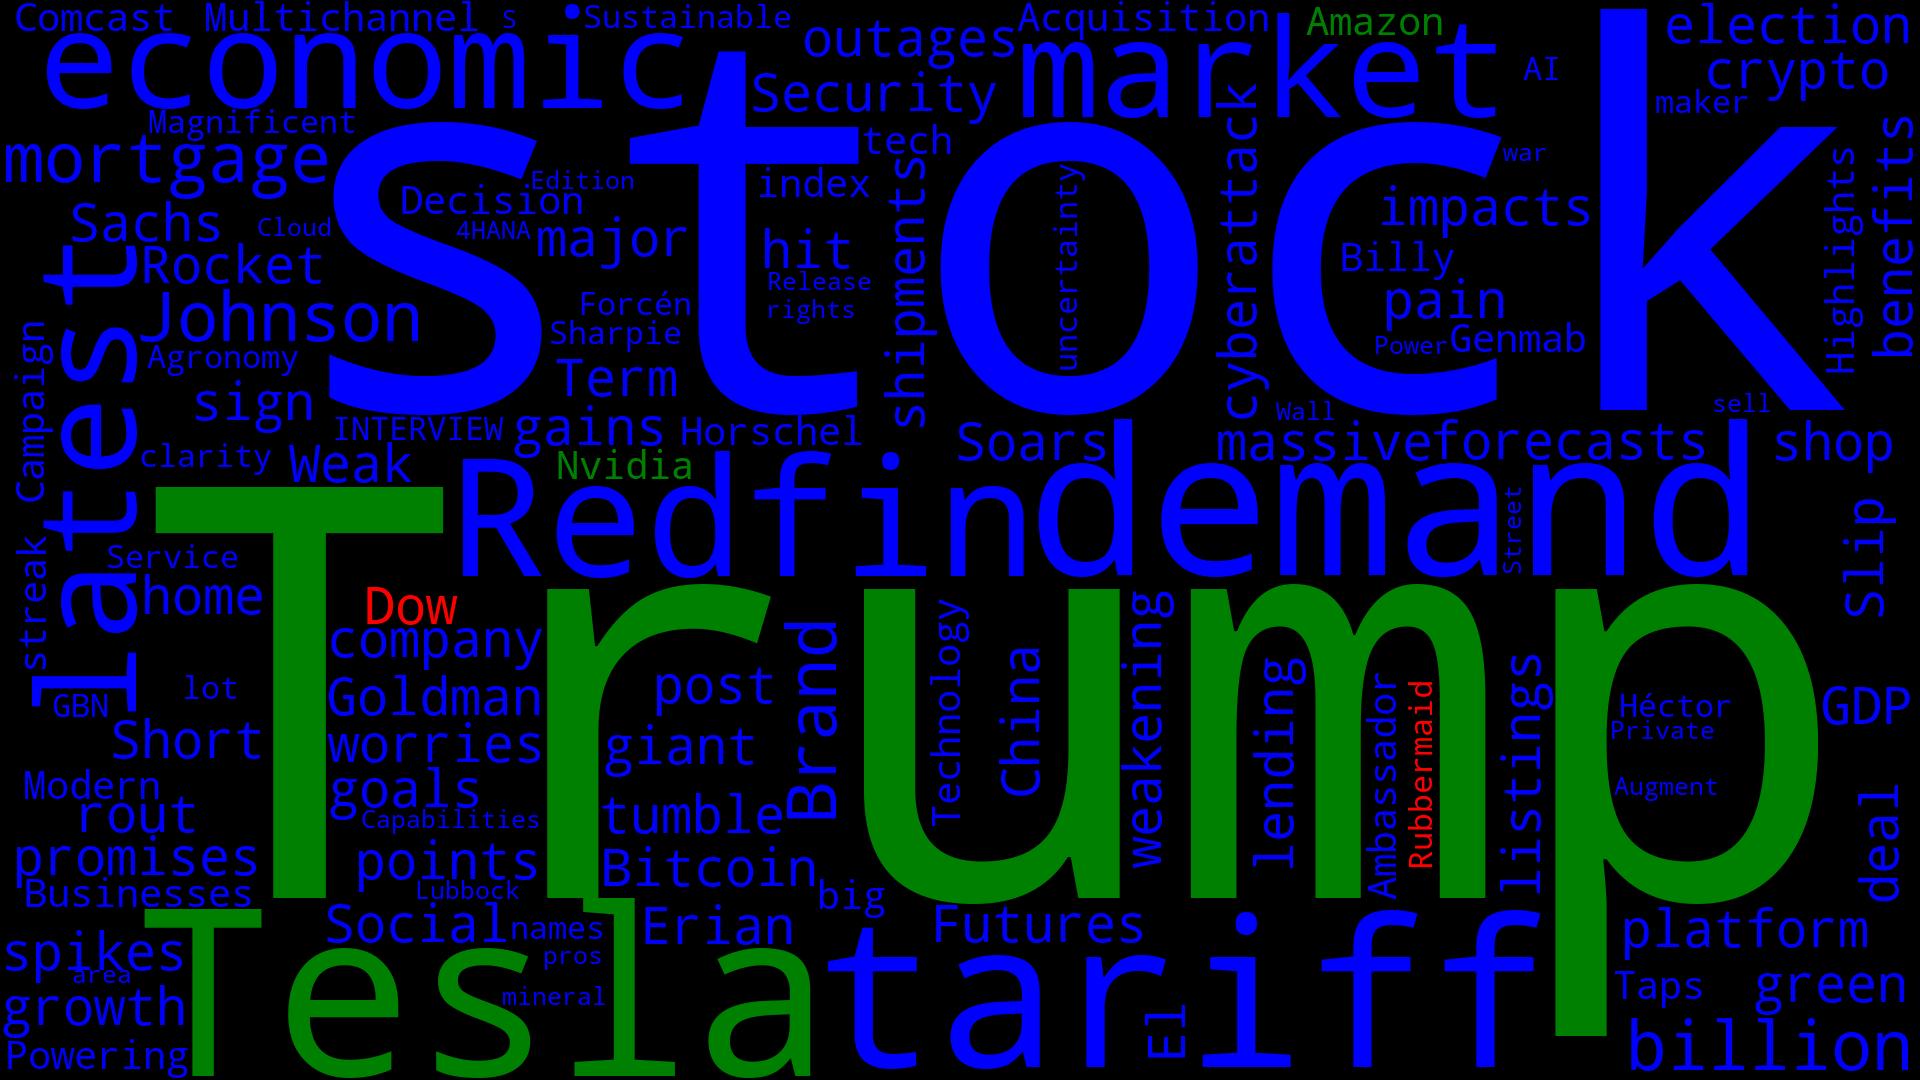 Comcast
Multichannel
S
Sustainable
outages
Acquisition
Amazon
election
economic
Security
market
AI
crypto
maker
Magnificent
mortgage
stock
tech
war
Edition
index
Decision
impacts
Sachs
Cloud
4HANA
major
hit
shipments
uncertainty
cyberattack
Billy
Highlights
benefits
Rocket
Release
Forcén
rights
pain
Johnson
Sharpie
Power
Genmab
latest
Agronomy
Term
sign
Wall
sell
INTERVIEW
gains
Horschel
Soars
massive
forecasts
shop
clarity
Weak
Nvidia
Redfin
demand
Street
Campaign
streak
Trump
Service
home
Dow
company
Slip
GBN
lot
Goldman
post
Brand
Technology
China
weakening
lending
Ambassador
Rubbermaid
listings
Héctor
Private
GDP
Short
worries
giant
Modern
goals
Augment
rout
Capabilities
tumble
promises
points
Bitcoin
deal
Businesses
Lubbock
big
Tesla
Social
names
Erian
Futures
tariff
platform
spikes
area
pros
mineral
Taps
green
growth
El
Powering
billion